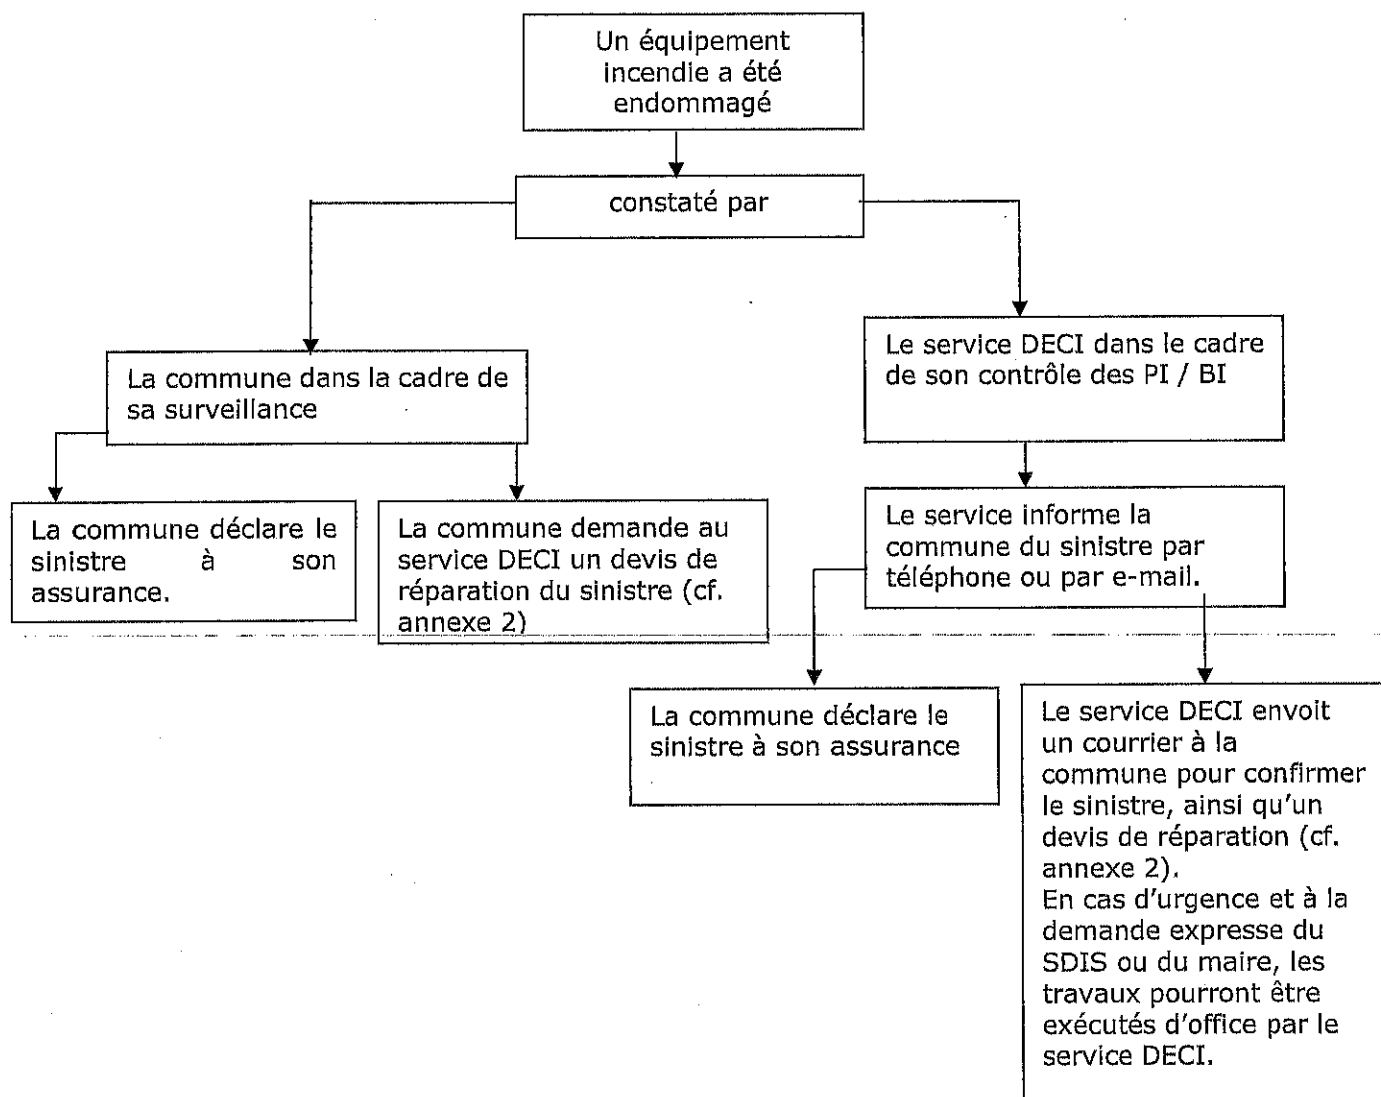 Un équipement
incendie a été
endommagé
constaté par
La commune dans la cadre de
sa surveillance
Le service DECI dans le cadre
de son contrôle des PI / BI
La commune déclare le
sinistre à son
assurance.
La commune demande au
service DECI un devis de
réparation du sinistre (cf.
annexe 2)
Le service informe la
commune du sinistre par
téléphone ou par e-mail.
La commune déclare le
sinistre à son assurance
Le service DECI envoit
un courrier à la
commune pour confirmer
le sinistre, ainsi qu'un
devis de réparation (cf.
annexe 2).
En cas d'urgence et à la
demande expresse du
SDIS ou du maire, les
travaux pourront être
exécutés d'office par le
service DECI.